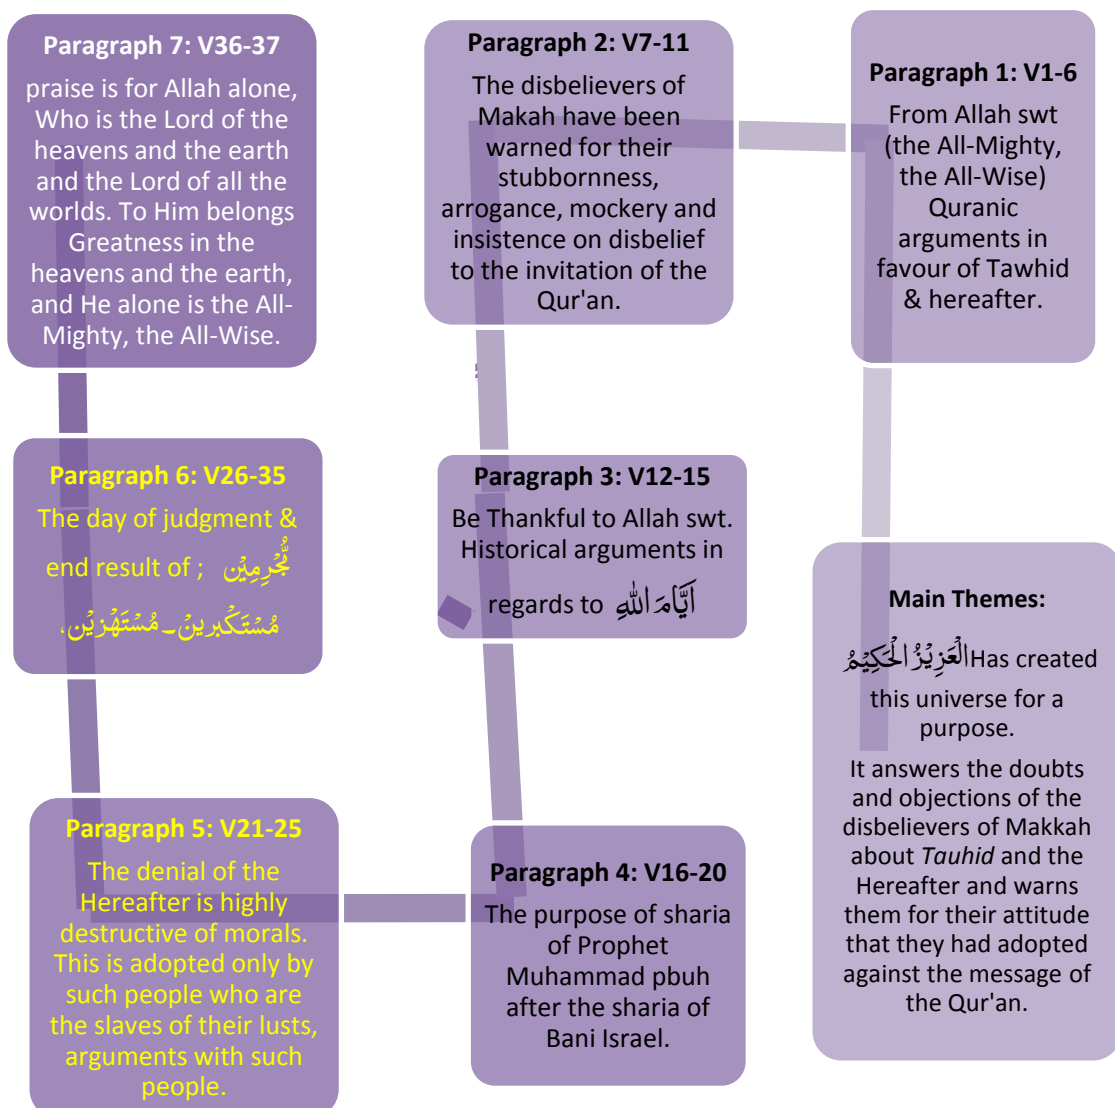 Main Themes:
الْعَزِيْزُ الْحَكِيْمُ Has created
this universe for a
purpose.
It answers the doubts
and objections of the
disbelievers of Makkah
about Tauhid and the
Hereafter and warns
them for their attitude
that they had adopted
against the message of
the Qur'an.
Paragraph 1: V1-6
From Allah swt
(the All-Mighty,
the All-Wise)
Quranic
arguments in
favour of Tawhid
& hereafter.
Paragraph 2: V7-11
The disbelievers of
Makah have been
warned for their
stubbornness,
arrogance, mockery and
insistence on disbelief
to the invitation of the
Qur'an.
Paragraph 3: V12-15
Be Thankful to Allah swt.
Historical arguments in
regards to اَيَّامَ اللّٰهِ
Paragraph 4: V16-20
The purpose of sharia
of Prophet
Muhammad pbuh
after the sharia of
Bani Israel.
Paragraph 5: V21-25
The denial of the
Hereafter is highly
destructive of morals.
This is adopted only by
such people who are
the slaves of their lusts,
arguments with such
people.
Paragraph 6: V26-35
The day of judgment &
end result of ; مُّجْرِمِيْن
مُسْتَكْبرينْ۔ مُسْتَهْزيْن،
Paragraph 7: V36-37
praise is for Allah alone,
Who is the Lord of the
heavens and the earth
and the Lord of all the
worlds. To Him belongs
Greatness in the
heavens and the earth,
and He alone is the All-
Mighty, the All-Wise.